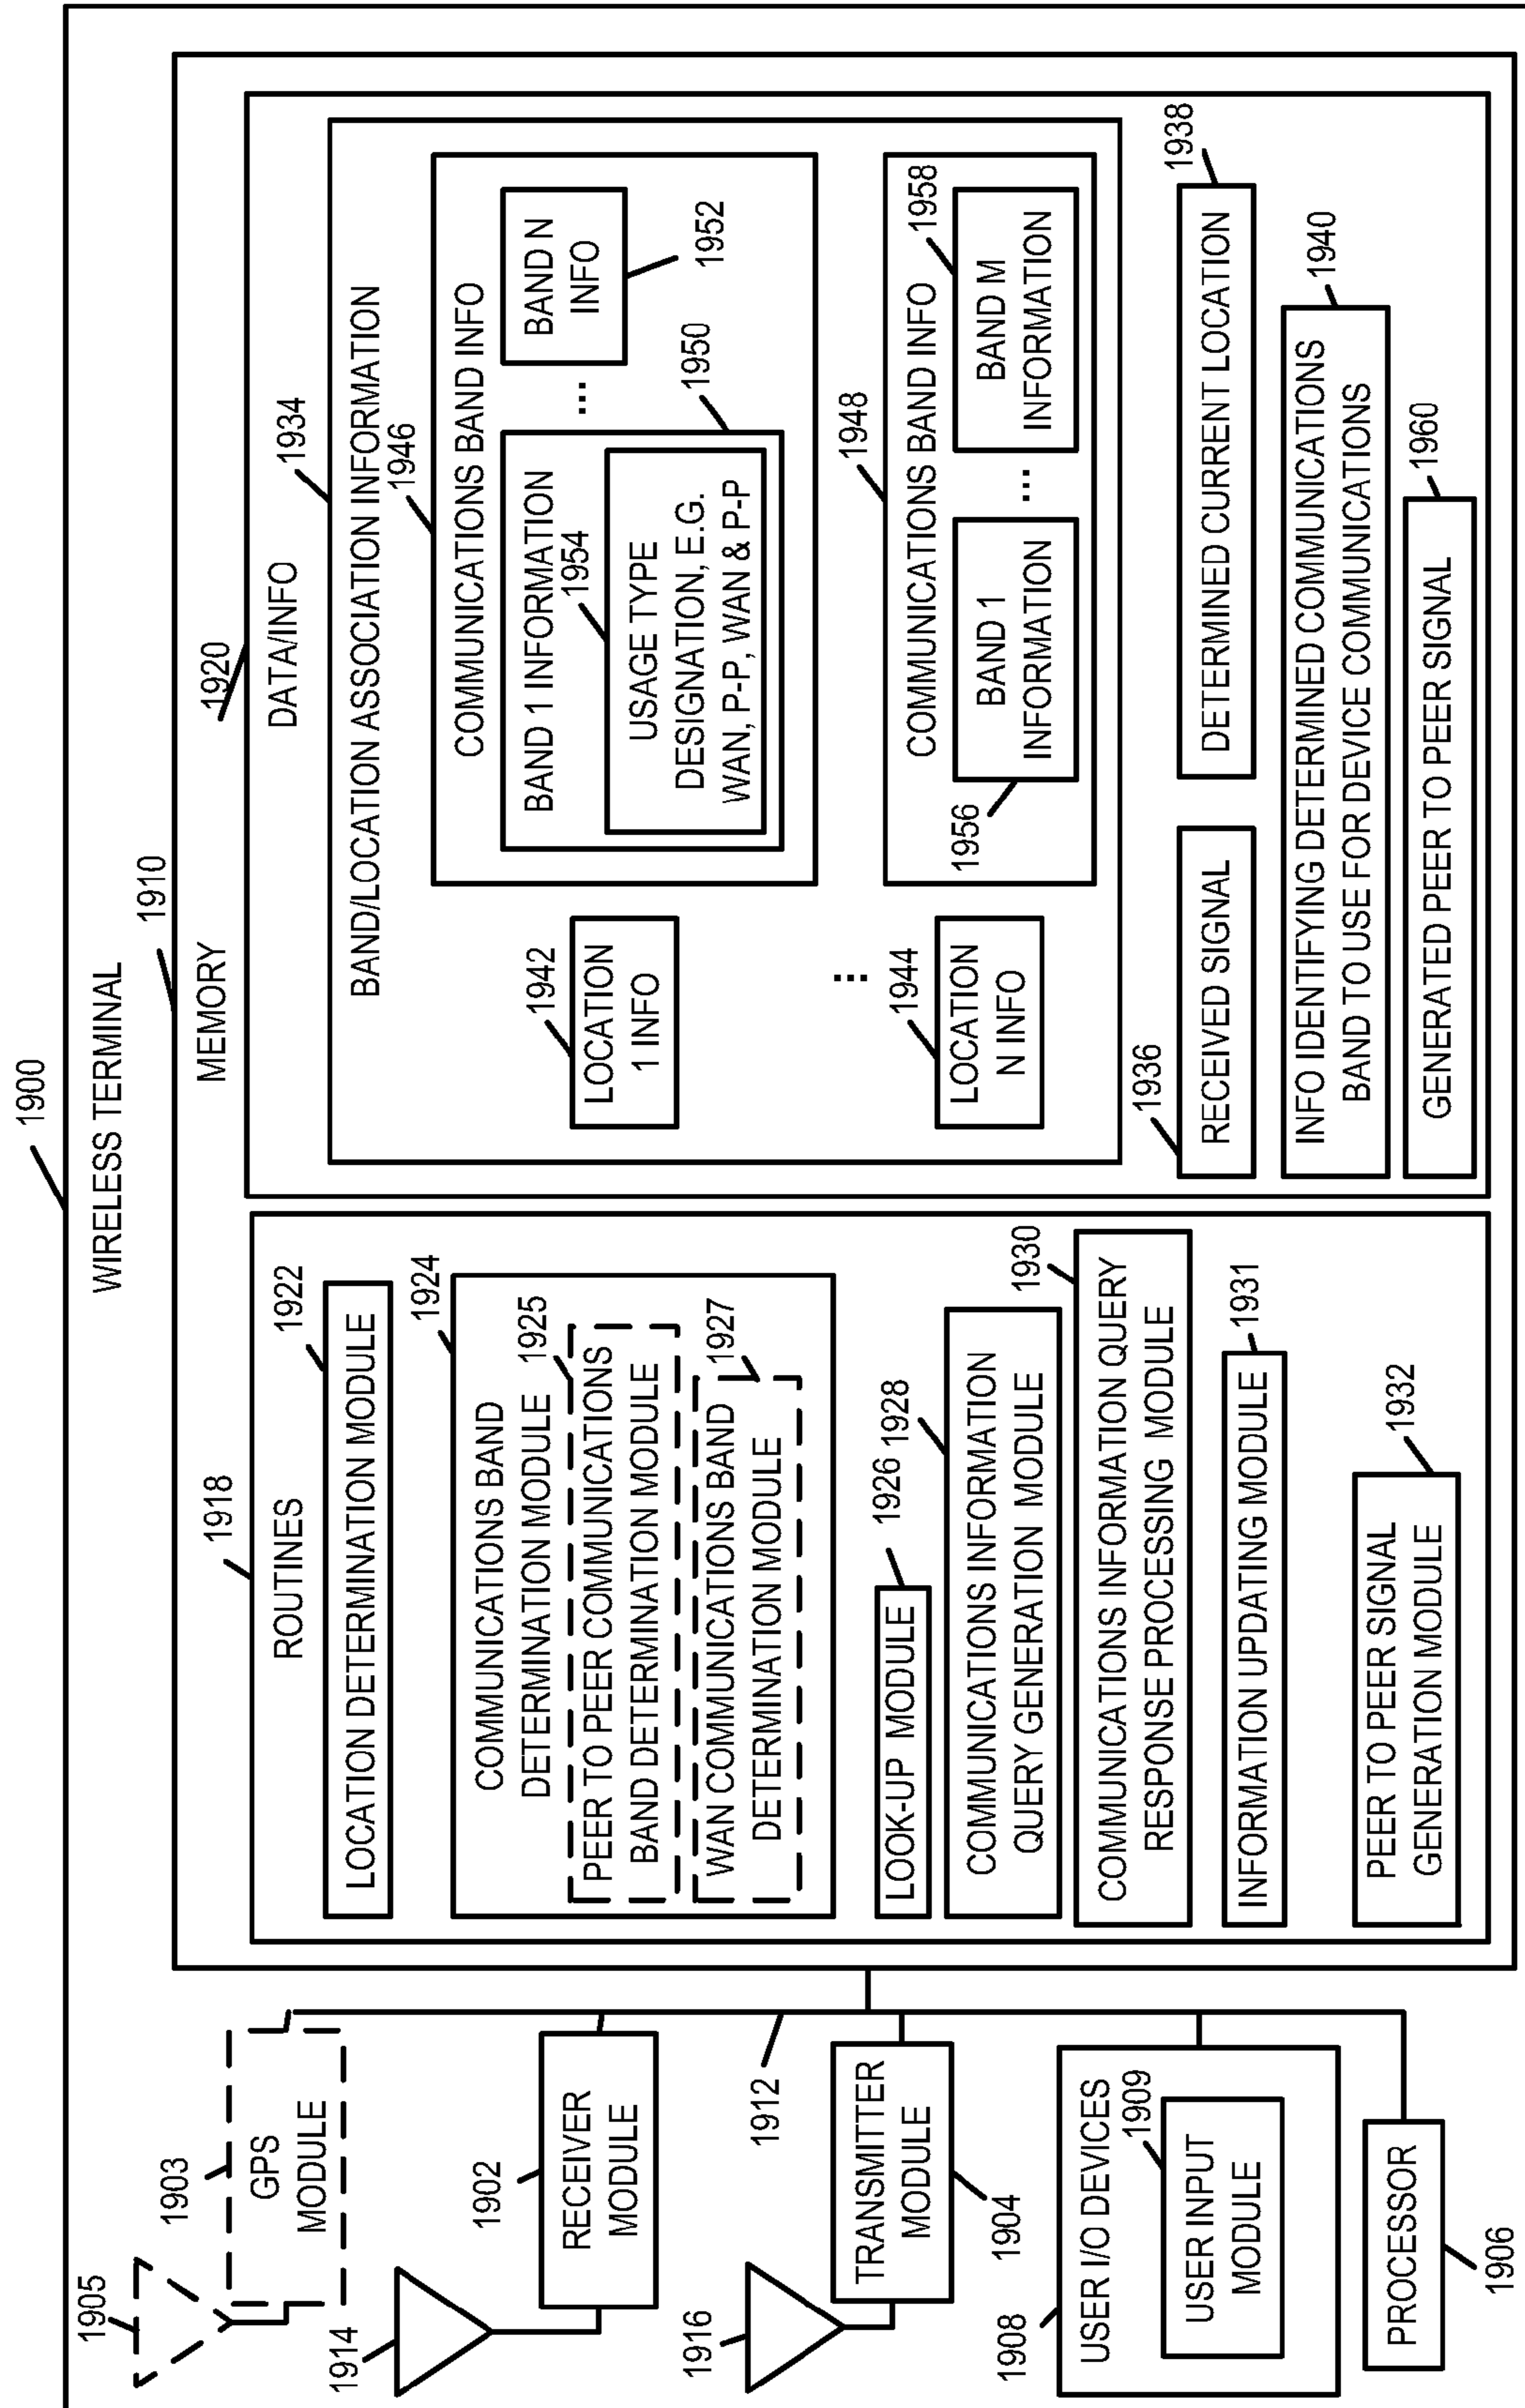 1900
WIRELESS TERMINAL
1905
1903
GPS
MODULE
1914
1902
RECEIVER
MODULE
1912
1916
TRANSMITTER
MODULE
1904
1908
USER I/O DEVICES
1909
USER INPUT
MODULE
PROCESSOR
1906
1910
MEMORY
1918
ROUTINES
1922
LOCATION DETERMINATION MODULE
1924
COMMUNICATIONS BAND
DETERMINATION MODULE
1925
PEER TO PEER COMMUNICATIONS
BAND DETERMINATION MODULE
1927
WAN COMMUNICATIONS BAND
DETERMINATION MODULE
1926
LOOK-UP MODULE
1928
COMMUNICATIONS INFORMATION
QUERY GENERATION MODULE
1930
COMMUNICATIONS INFORMATION QUERY
RESPONSE PROCESSING MODULE
1931
INFORMATION UPDATING MODULE
1932
PEER TO PEER SIGNAL
GENERATION MODULE
1920
DATA/INFO
1934
BAND/LOCATION ASSOCIATION INFORMATION
1942
LOCATION
1 INFO
1946
COMMUNICATIONS BAND INFO
BAND 1 INFORMATION
1954
USAGE TYPE
DESIGNATION, E.G.
WAN, P-P, WAN & P-P
1950
...
BAND N
INFO
1952
...
1944
LOCATION
N INFO
1948
COMMUNICATIONS BAND INFO
BAND 1
INFORMATION
1956
...
1958
BAND M
INFORMATION
1936
RECEIVED SIGNAL
1938
DETERMINED CURRENT LOCATION
1940
INFO IDENTIFYING DETERMINED COMMUNICATIONS
BAND TO USE FOR DEVICE COMMUNICATIONS
1960
GENERATED PEER TO PEER SIGNAL